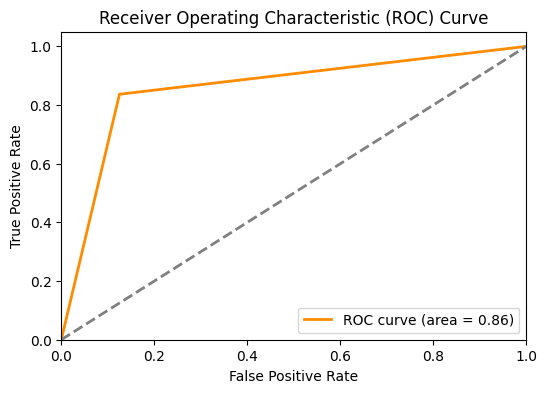 Receiver Operating Characteristic (ROC) Curve
1.0
0.8
0.6
0.4
0.2
0.0
True Positive Rate
ROC curve (area = 0.86)
0.0 0.2 0.4 0.6 0.8 1.0
False Positive Rate